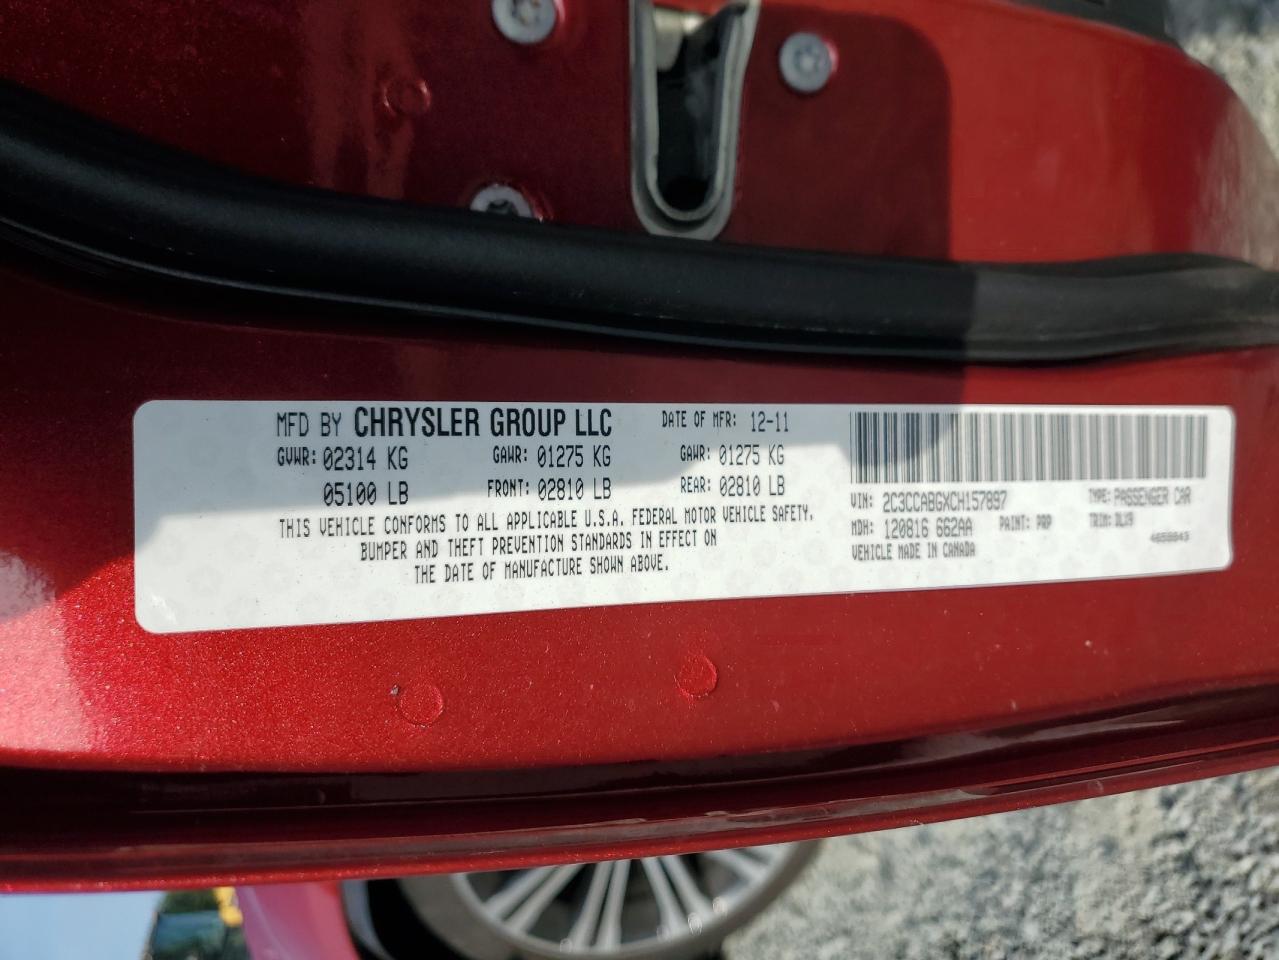 MFD BY CHRYSLER GROUP LLC DATE OF MFR: 12-11
GVWR: 02314 KG GAWR: 01275 KG GAWR: 01275 KG
05100 LB FRONT: 02810 LB REAR: 02810 LB
THIS VEHICLE CONFORMS TO ALL APPLICABLE U.S.A. FEDERAL MOTOR VEHICLE SAFETY,
BUMPER AND THEFT PREVENTION STANDARDS IN EFFECT ON
THE DATE OF MANUFACTURE SHOWN ABOVE.
VIN: 2C3CCABGXCH157897 TYPE: PASSENGER CAR
MDH: 120816 662AA PAINT: PRP TRIM:
VEHICLE MADE IN CANADA